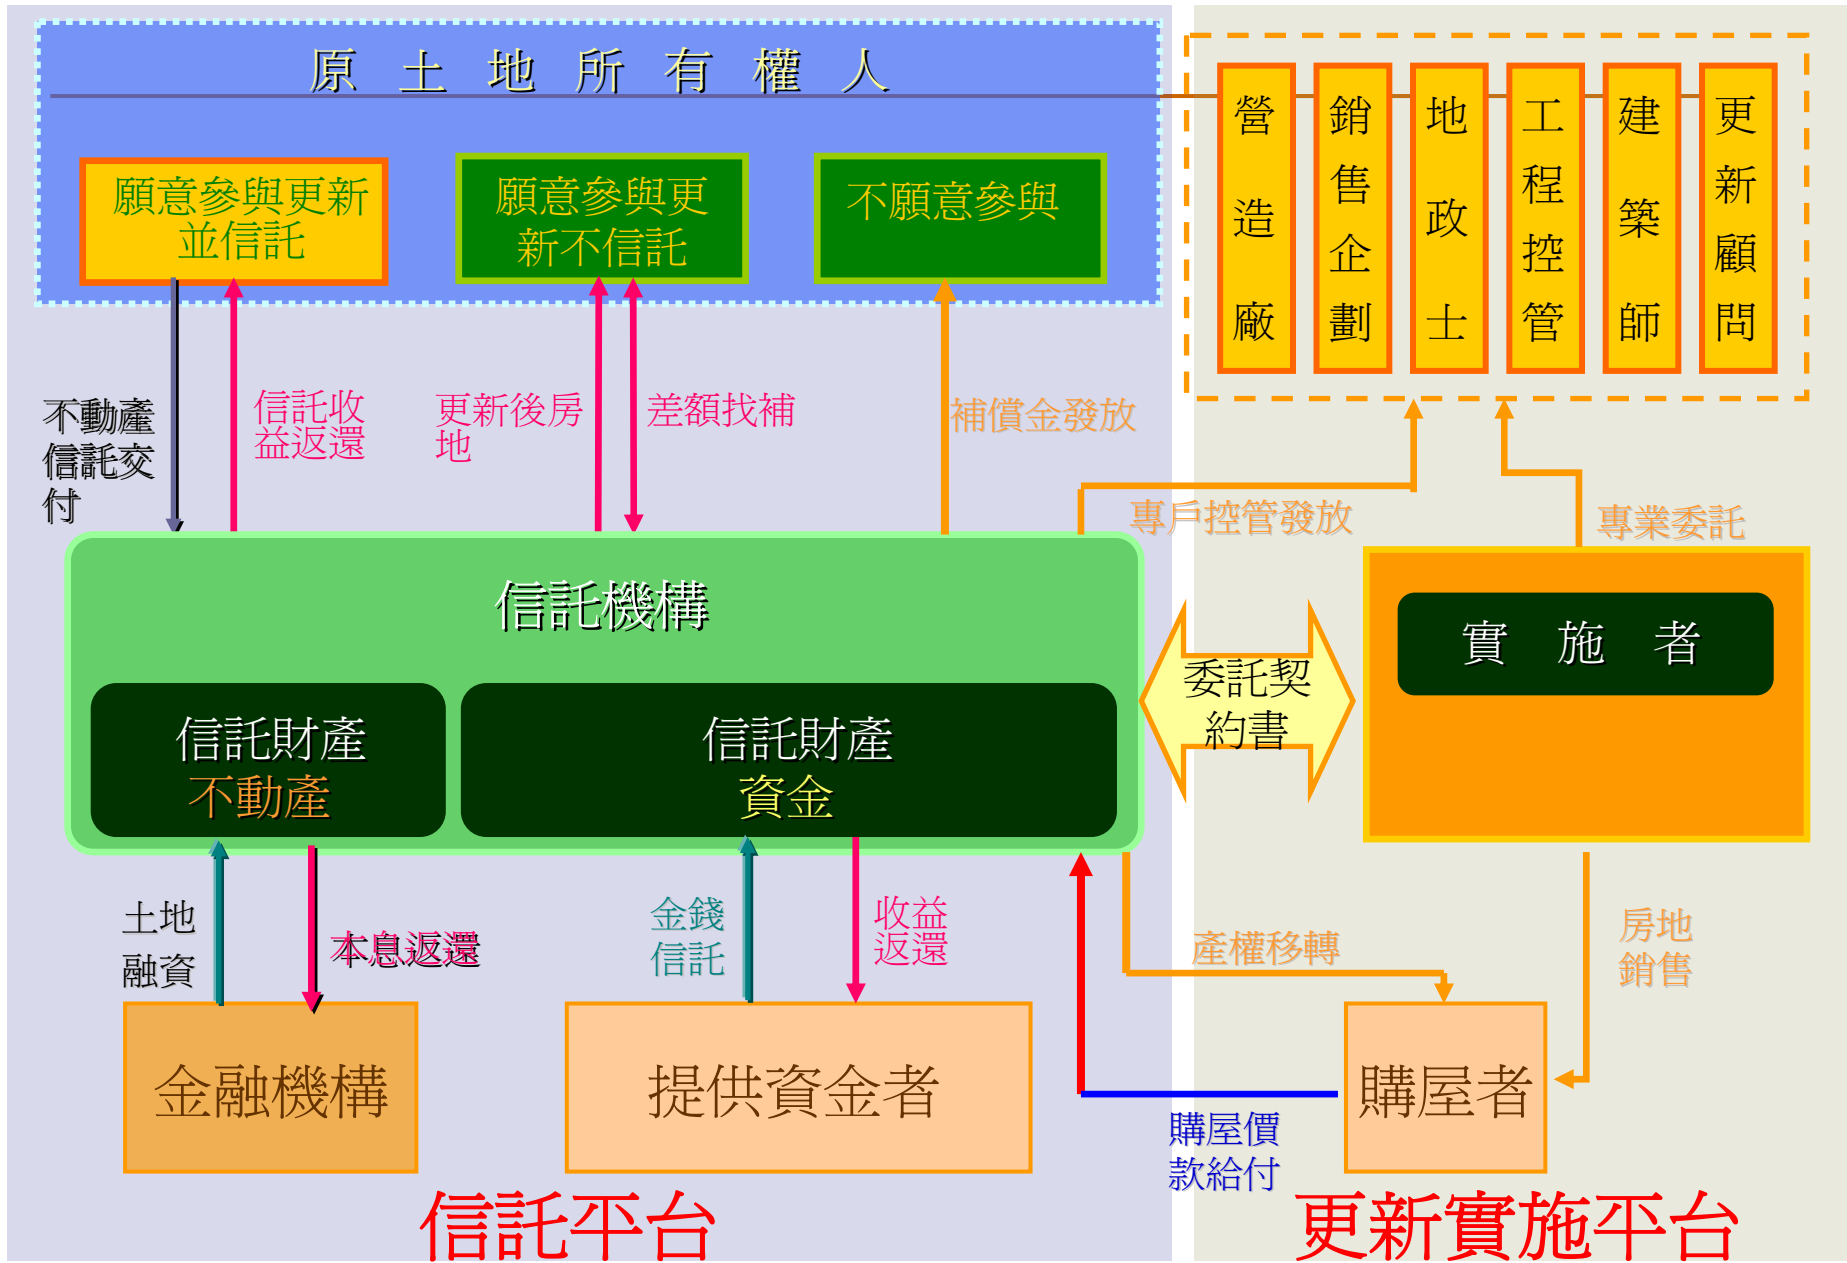 原土地所有權人
願意參與更新
並信託
願意參與更
新不信託
不願意參與
營造廠
銷售企劃
地政士
工程控管
建築師
更新顧問
不動產
信託交
付
信託收
益返還
更新後房
地
差額找補
補償金發放
專戶控管發放
專業委託
信託機構
信託財產
不動產
信託財產
資金
委託契
約書
實施者
土地
融資
本息返還
金錢
信託
收益
返還
產權移轉
房地
銷售
金融機構
提供資金者
購屋者
購屋價
款給付
信託平台
更新實施平台